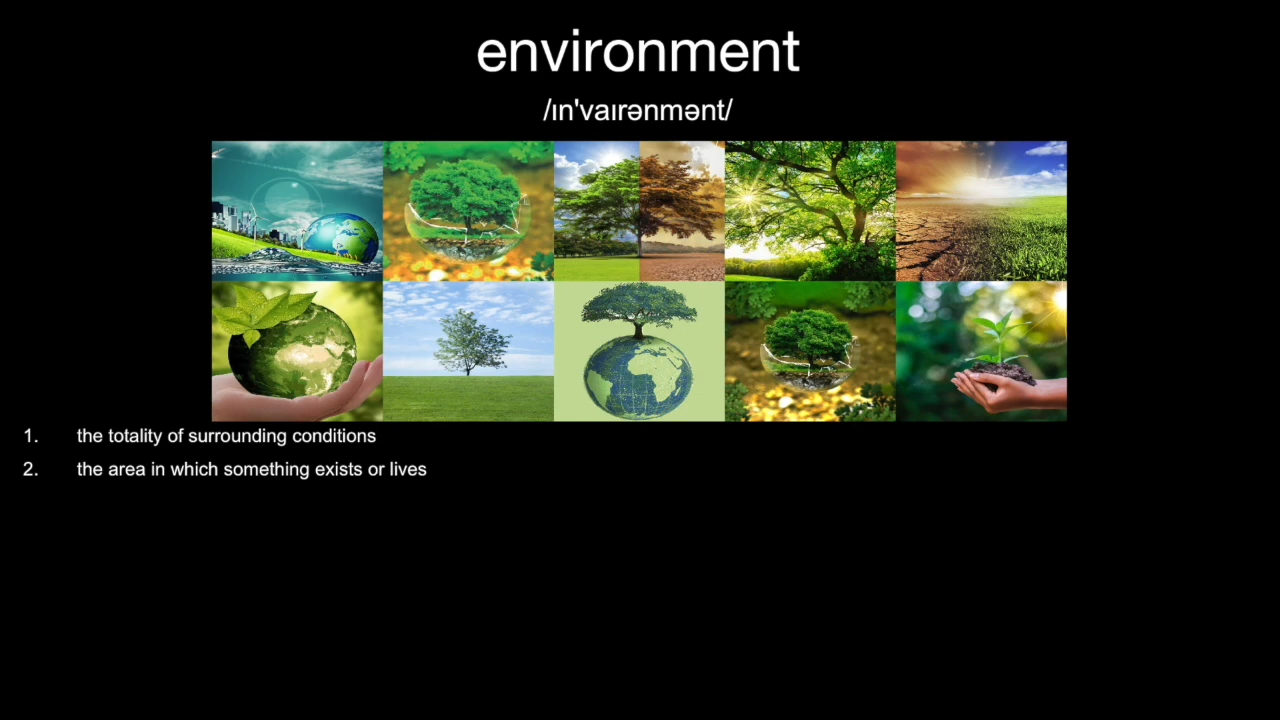 environment
/ɪn'vaɪrənmənt/
1. the totality of surrounding conditions
2. the area in which something exists or lives